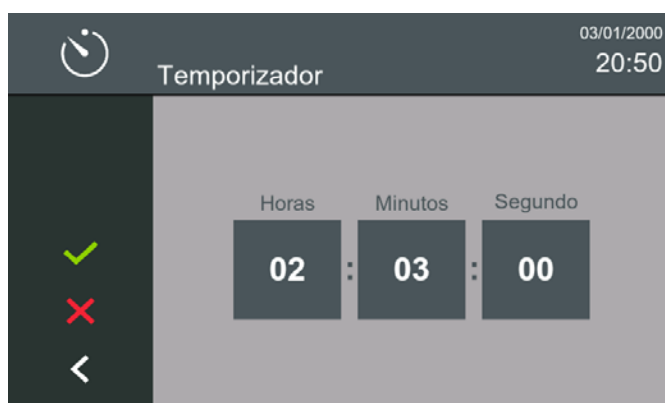 03/01/2000
20:50
Temporizador
Horas Minutos Segundo
02 : 03 : 00